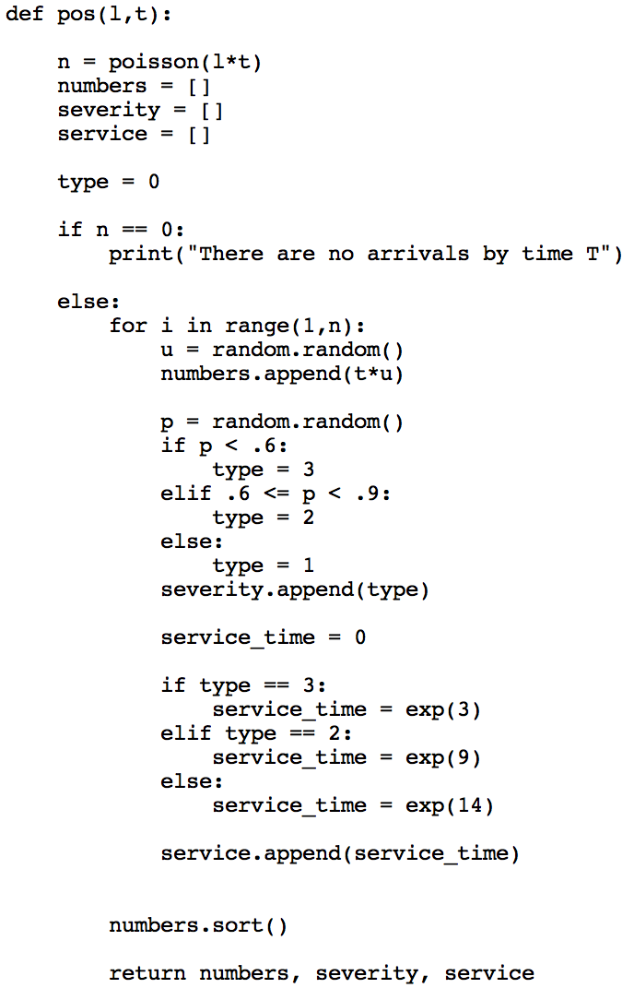 def pos(l,t):

    n = poisson(l*t)
    numbers = []
    severity = []
    service = []

    type = 0

    if n == 0:
        print("There are no arrivals by time T")

    else:
        for i in range(1,n):
            u = random.random()
            numbers.append(t*u)

            p = random.random()
            if p < .6:
                type = 3
            elif .6 <= p < .9:
                type = 2
            else:
                type = 1
            severity.append(type)

            service_time = 0

            if type == 3:
                service_time = exp(3)
            elif type == 2:
                service_time = exp(9)
            else:
                service_time = exp(14)

            service.append(service_time)


        numbers.sort()

        return numbers, severity, service